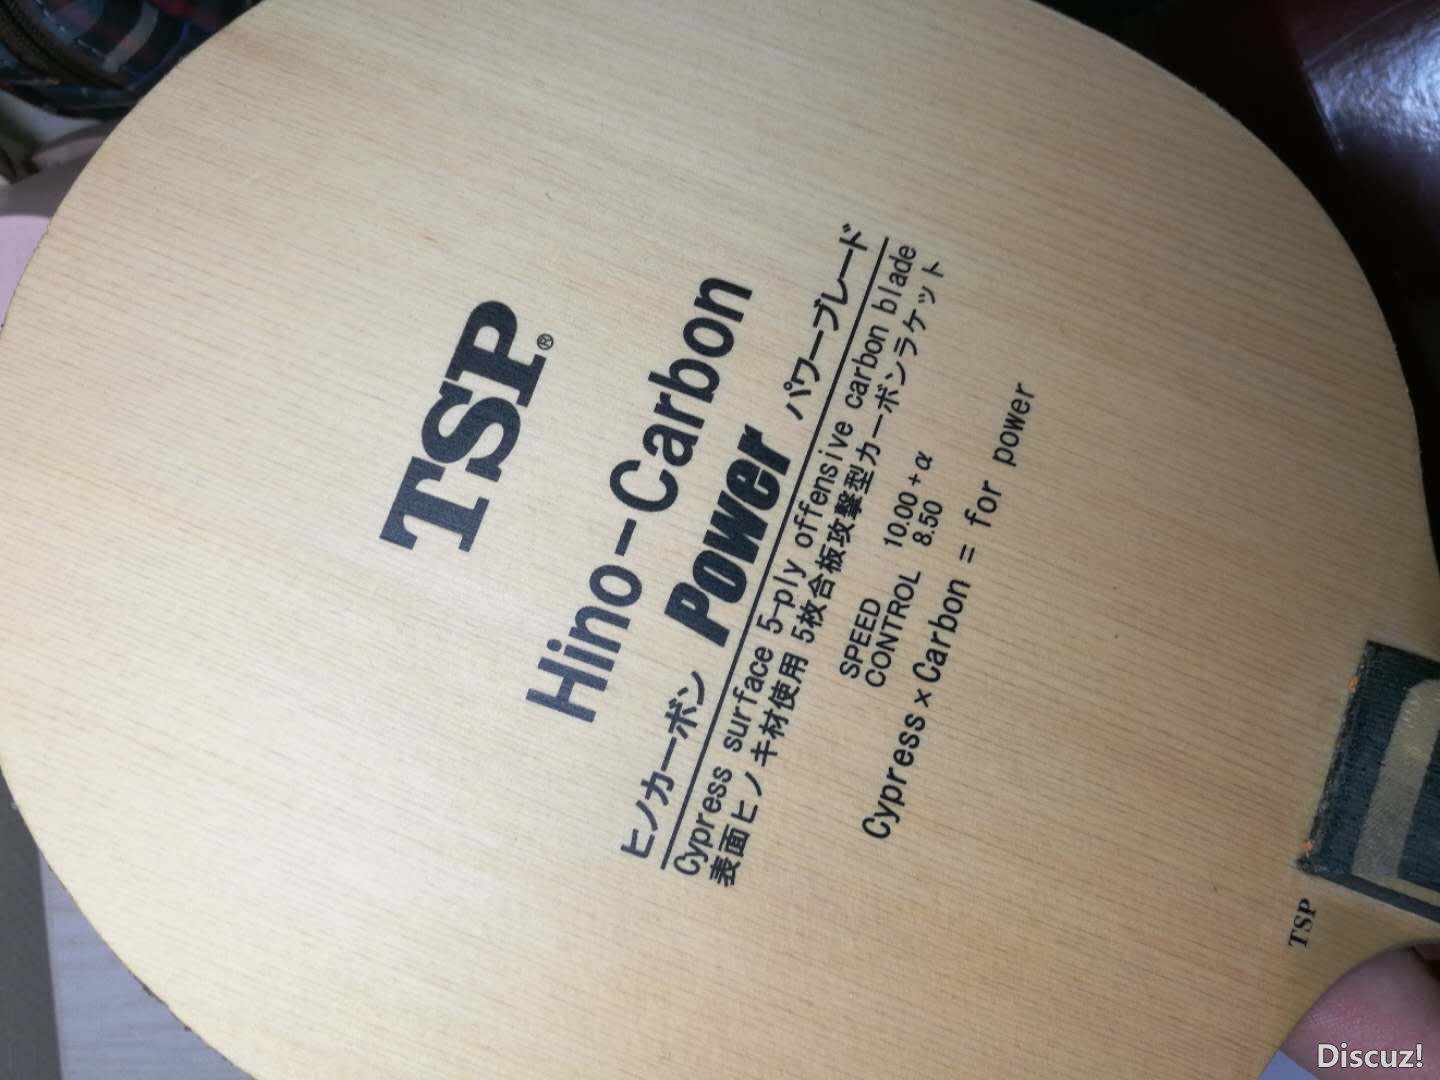 TSP®
Hino-Carbon
ヒノカーボン Power パワーブレード
Cypress surface 5-ply offensive carbon blade
表面ヒノキ材使用 5枚合板攻撃型カーボンラケット
SPEED 10.00+α
CONTROL 8.50
Cypress×Carbon = for power
TSP
Discuz!